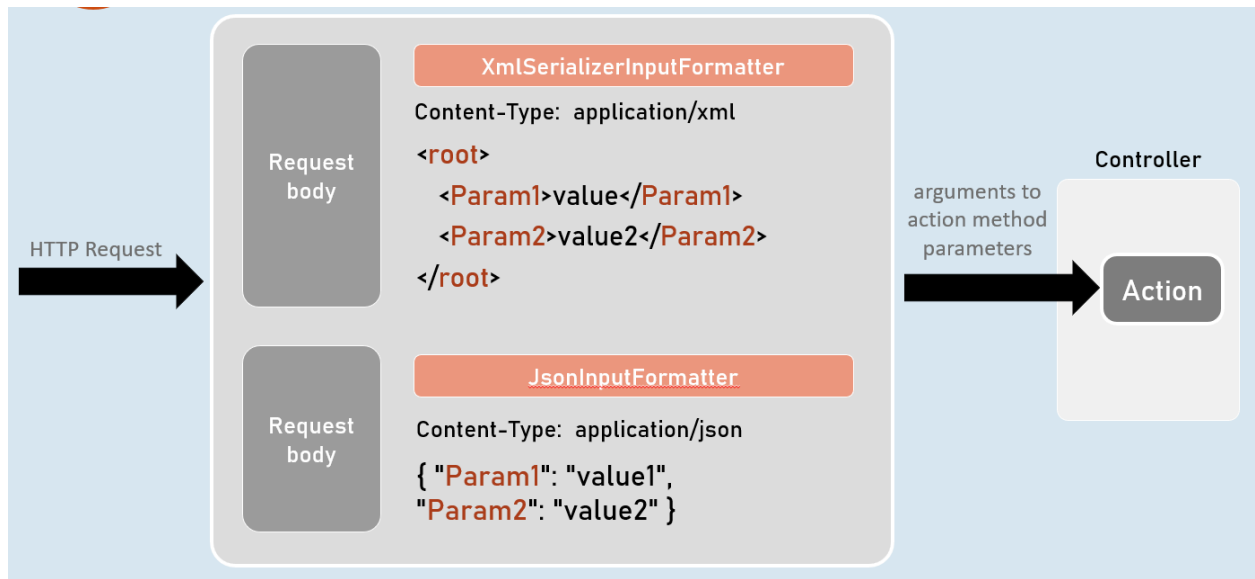 HTTP Request
Request
body
XmlSerializerInputFormatter
Content-Type: application/xml
<root>
<Param1>value</Param1>
<Param2>value2</Param2>
</root>
Request
body
JsonInputFormatter
Content-Type: application/json
{ "Param1": "value1",
"Param2": "value2" }
arguments to
action method
parameters
Controller
Action